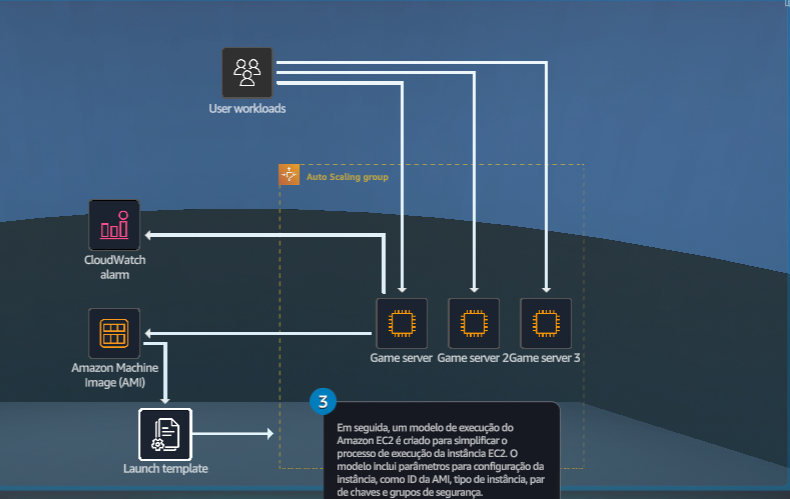 User workloads
Auto Scaling group
CloudWatch
alarm
Game server
Game server 2
Game server 3
Amazon Machine
Image (AMI)
Launch template
3
Em seguida, um modelo de execução do
Amazon EC2 é criado para simplificar o
processo de execução da instância EC2. O
modelo inclui parâmetros para configuração da
instância, como ID da AMI, tipo de instância, par
de chaves e grupos de segurança.